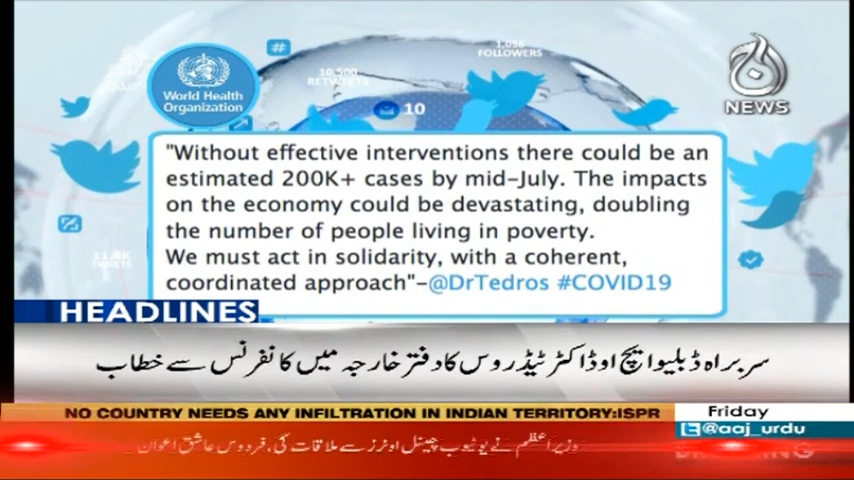 1,056
FOLLOWERS
10,500
RETWEETS
World Health
Organization
10
NEWS
"Without effective interventions there could be an
estimated 200K+ cases by mid-July. The impacts
on the economy could be devastating, doubling
the number of people living in poverty.
We must act in solidarity, with a coherent,
coordinated approach"-@DrTedros #COVID19
11.4K
TWEETS
HEADLINES
سربراہ ڈبلیو ایچ او ڈاکٹر ٹیڈروس کا دفتر خارجہ میں کانفرنس سے خطاب
NO COUNTRY NEEDS ANY INFILTRATION IN INDIAN TERRITORY:ISPR
Friday
@aaj_urdu
وزیراعظم نے یوٹیوب چینل اونرز سے ملاقات کی، فردوس عاشق اعوان